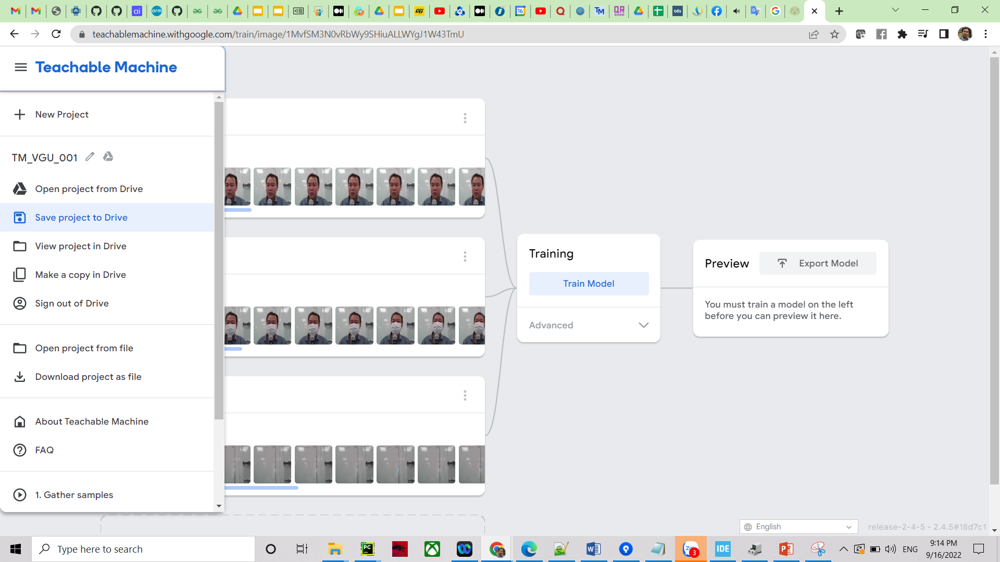 teachablemachine.withgoogle.com/train/image/1MvfSM3N0vRbWy9SHiuALLWYgJ1W43TmU
Teachable Machine
New Project
TM_VGU_001
Open project from Drive
Save project to Drive
View project in Drive
Make a copy in Drive
Sign out of Drive
Open project from file
Download project as file
About Teachable Machine
FAQ
1. Gather samples
Training
Train Model
Advanced
Preview
Export Model
You must train a model on the left
before you can preview it here.
English
release-2-4-5 - 2.4.5#18d7c1
Type here to search
ENG
9:14 PM
9/16/2022